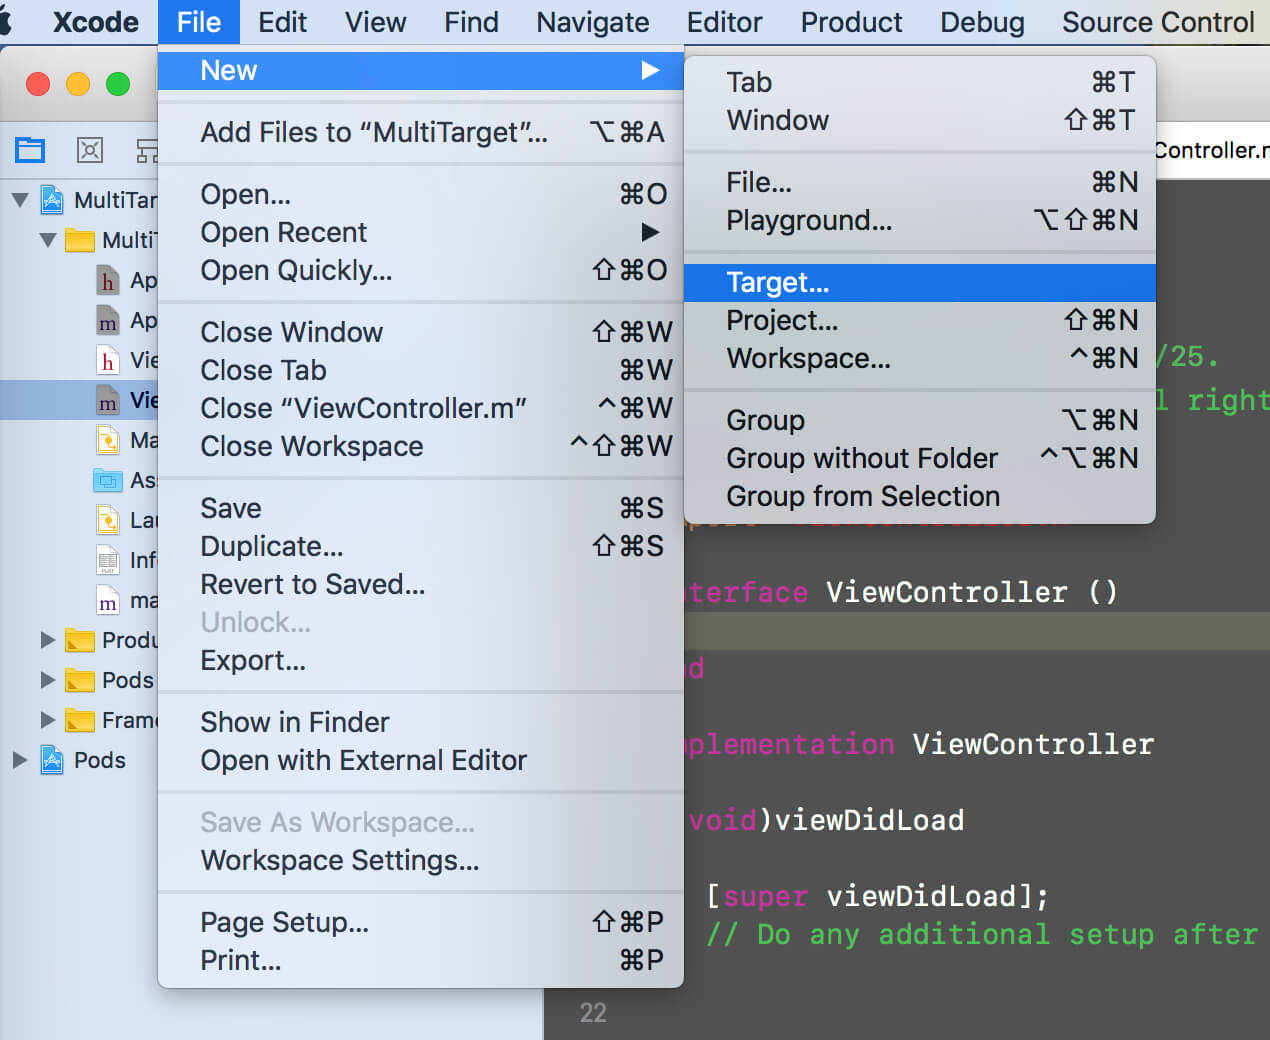 Xcode File Edit View Find Navigate Editor Product Debug Source Control
New ▶
Add Files to “MultiTarget”... ⌥⌘A
Open... ⌘O
Open Recent ▶
Open Quickly... ⇧⌘O
Close Window ⇧⌘W
Close Tab ⌘W
Close “ViewController.m” ^⌘W
Close Workspace ^⇧⌘W
Save ⌘S
Duplicate... ⇧⌘S
Revert to Saved...
Unlock...
Export...
Show in Finder
Open with External Editor
Save As Workspace...
Workspace Settings...
Page Setup... ⇧⌘P
Print... ⌘P
Tab ⌘T
Window ⇧⌘T
File... ⌘N
Playground... ⌥⇧⌘N
Target...
Project... ⇧⌘N
Workspace... ^⌘N
Group ⌥⌘N
Group without Folder ^⌥⌘N
Group from Selection
MultiTar
Multi
h Ap
m Ap
h Vie
m Vie
Ma
Ass
Lau
Inf
m ma
Produ
Pods
Frame
Pods
Controller.m
/25.
l right
nterface ViewController ()
d
plementation ViewController
void)viewDidLoad
[super viewDidLoad];
// Do any additional setup after
22